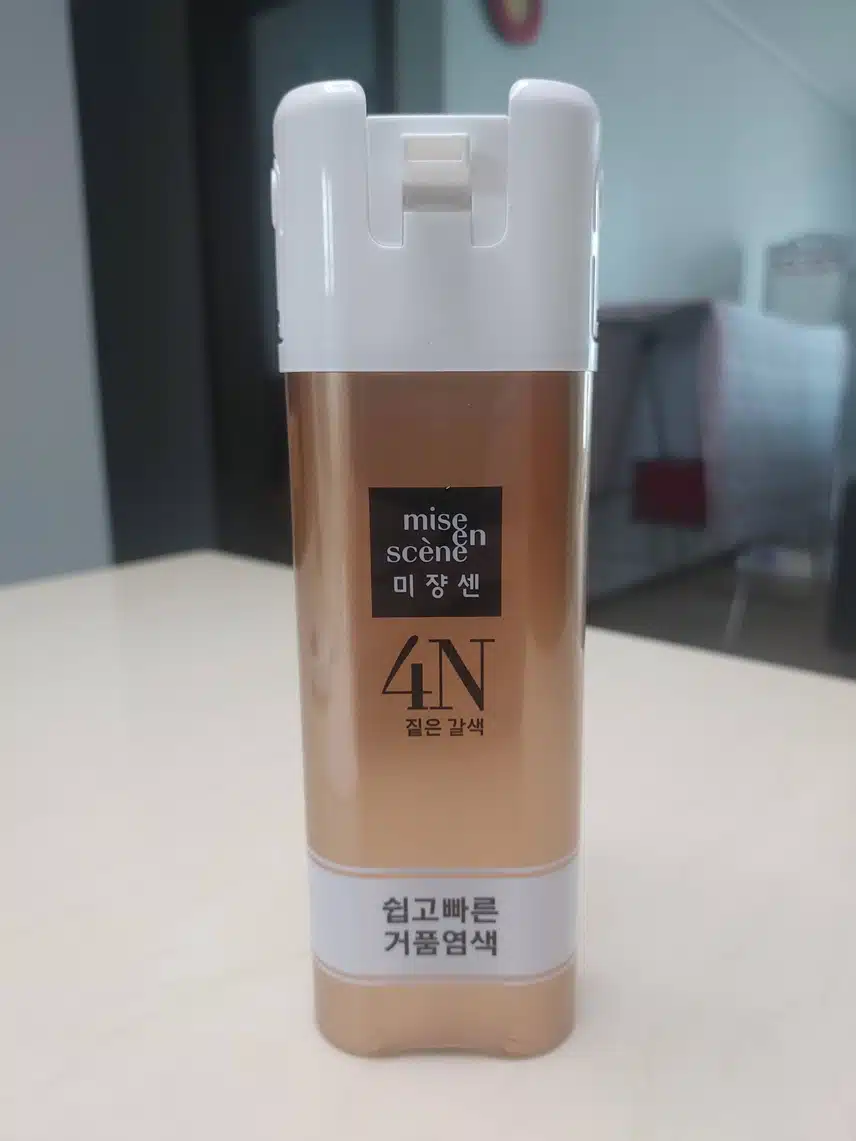 mise
en
scène
미쟝센
4N
짙은 갈색
쉽고빠른
거품염색